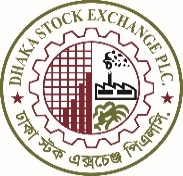 DHAKA STOCK EXCHANGE PLC.
ঢাকা স্টক এক্সচেঞ্জ পিএলসি.